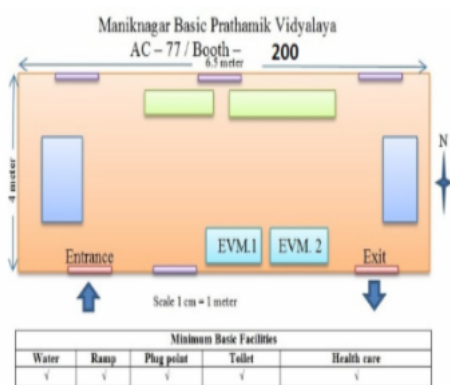 Maniknagar Basic Prathamik Vidyalaya
AC – 77 / Booth – 200
6.5 meter
4 meter
N
EVM.1 EVM. 2
Entrance Exit
Scale 1 cm = 1 meter
Minimum Basic Facilities
Water Ramp Plug point Toilet Health care
√ √ √ √ √